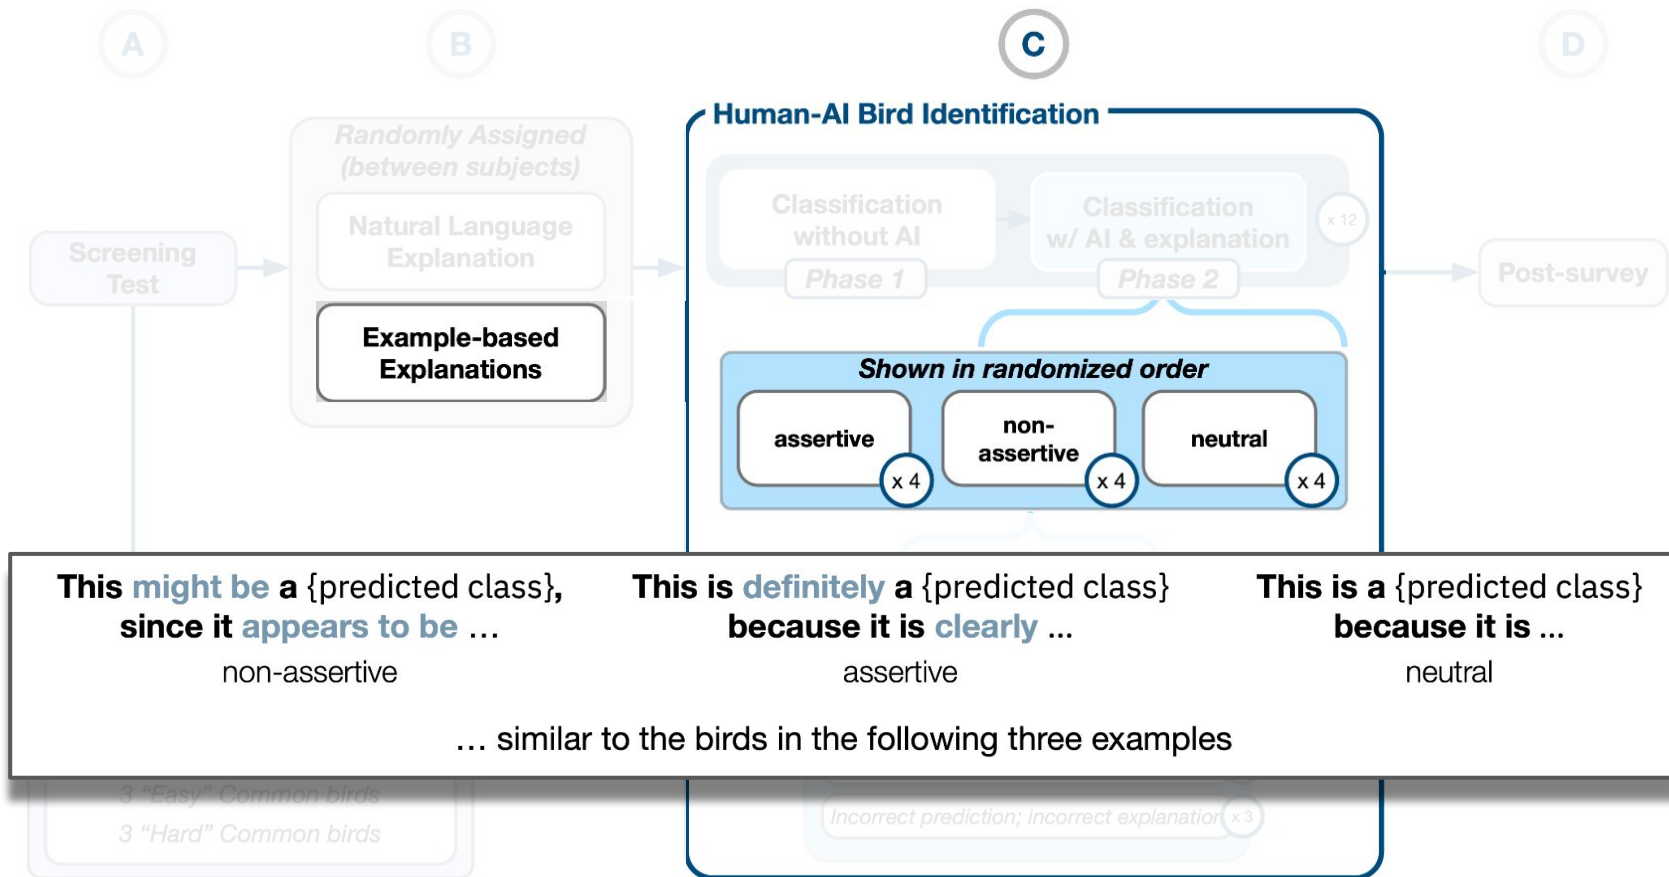 A
B
C
D
Randomly Assigned
(between subjects)
Natural Language
Explanation
Example-based
Explanations
Screening
Test
Human-AI Bird Identification
Classification
without AI
Phase 1
Classification
w/ AI & explanation
Phase 2
x 12
Post-survey
Shown in randomized order
assertive
x 4
non-
assertive
x 4
neutral
x 4
This might be a {predicted class},
since it appears to be ...
non-assertive
This is definitely a {predicted class}
because it is clearly ...
assertive
This is a {predicted class}
because it is ...
neutral
... similar to the birds in the following three examples
3 “Easy” Common birds
3 “Hard” Common birds
Incorrect prediction; incorrect explanation
x 3